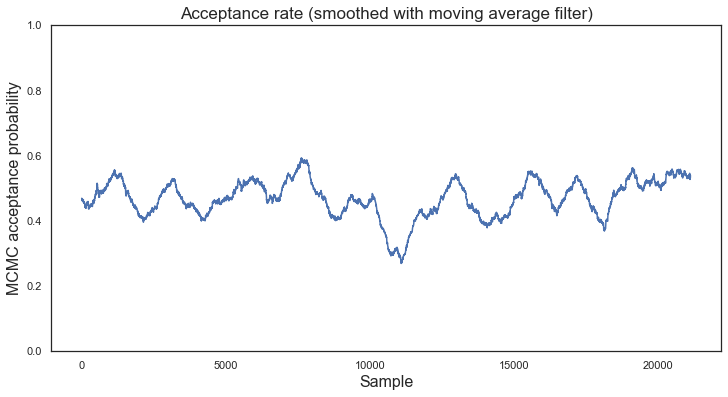 Acceptance rate (smoothed with moving average filter)
1.0
0.8
0.6
0.4
0.2
0.0
MCMC acceptance probability
0 5000 10000 15000 20000
Sample